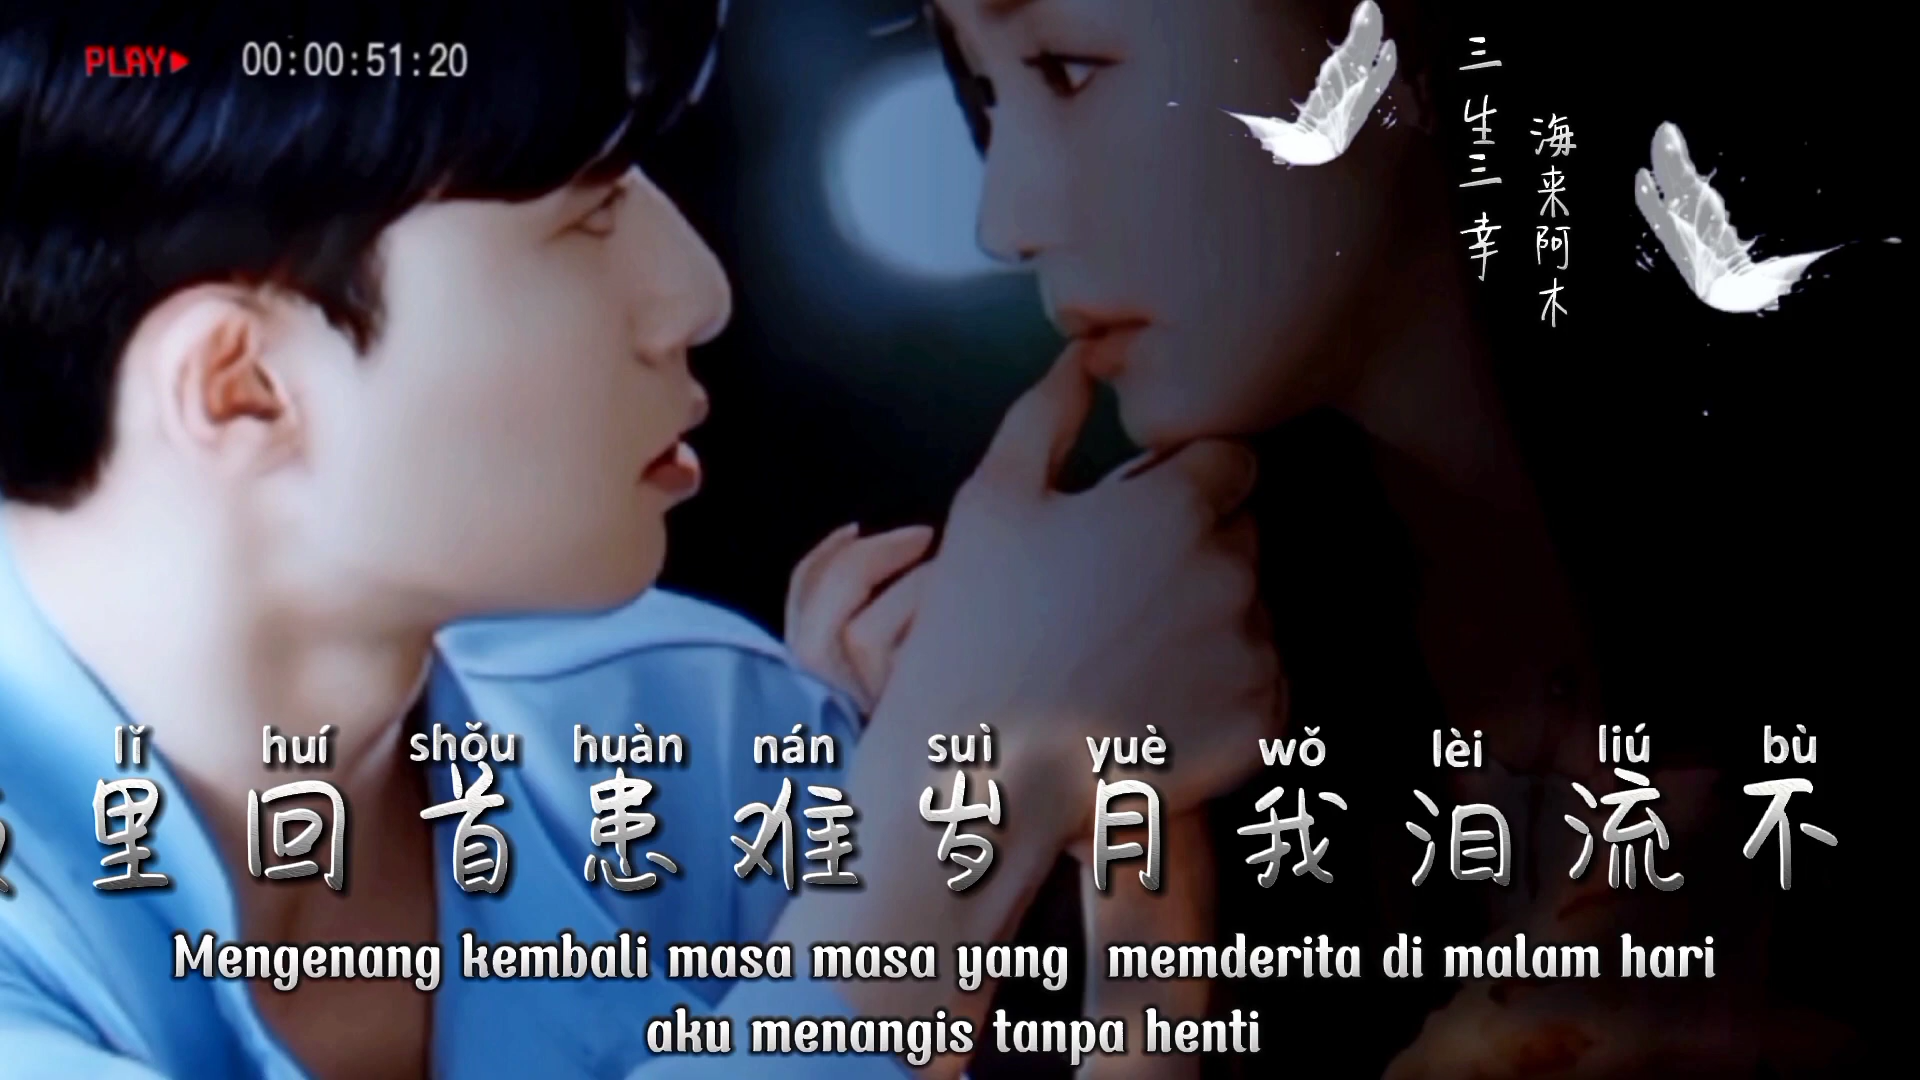 PLAY 00:00:51:20
三生三幸
海来阿木
lǐ huí shǒu huàn nán suì yuè wǒ lèi liú bù
里回首患难岁月我泪流不
Mengenang kembali masa masa yang memderita di malam hari
aku menangis tanpa henti